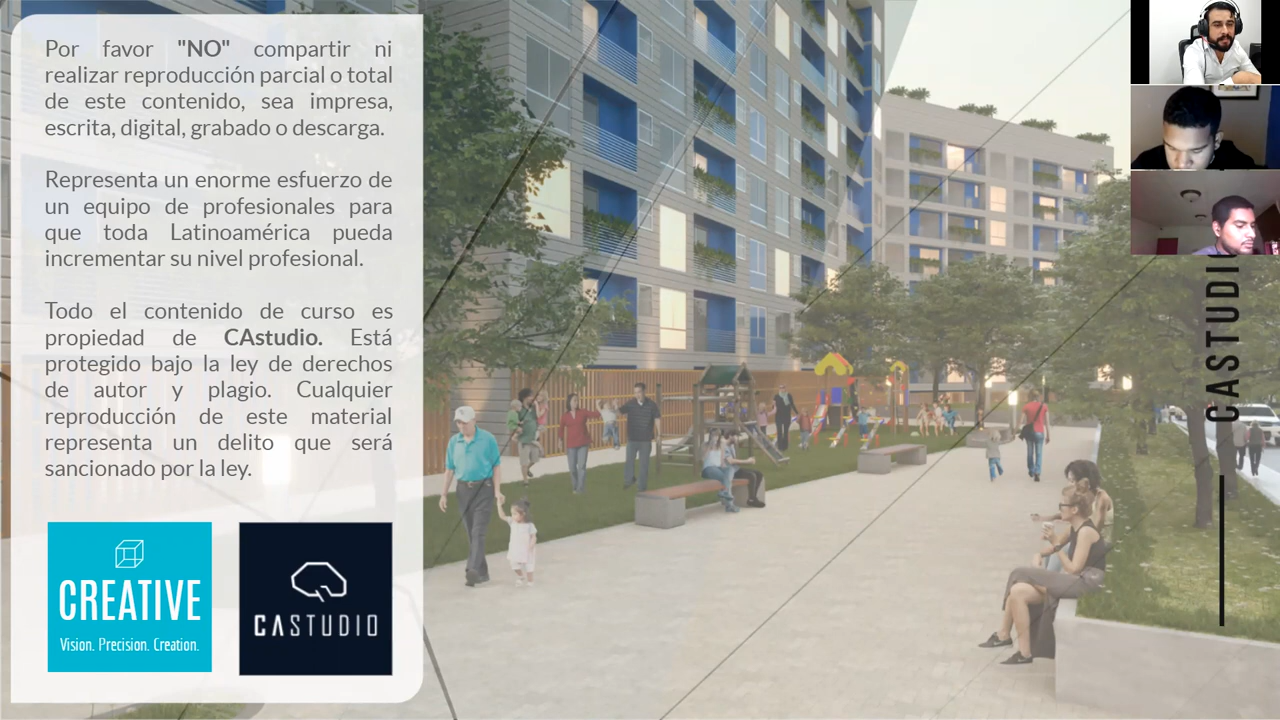 Por favor "NO" compartir ni
realizar reproducción parcial o total
de este contenido, sea impresa,
escrita, digital, grabado o descarga.
Representa un enorme esfuerzo de
un equipo de profesionales para
que toda Latinoamérica pueda
incrementar su nivel profesional.
Todo el contenido de curso es
propiedad de CAstudio. Está
protegido bajo la ley de derechos
de autor y plagio. Cualquier
reproducción de este material
representa un delito que será
sancionado por la ley.
CREATIVE
Vision. Precision. Creation.
CASTUDIO
CASTUDI